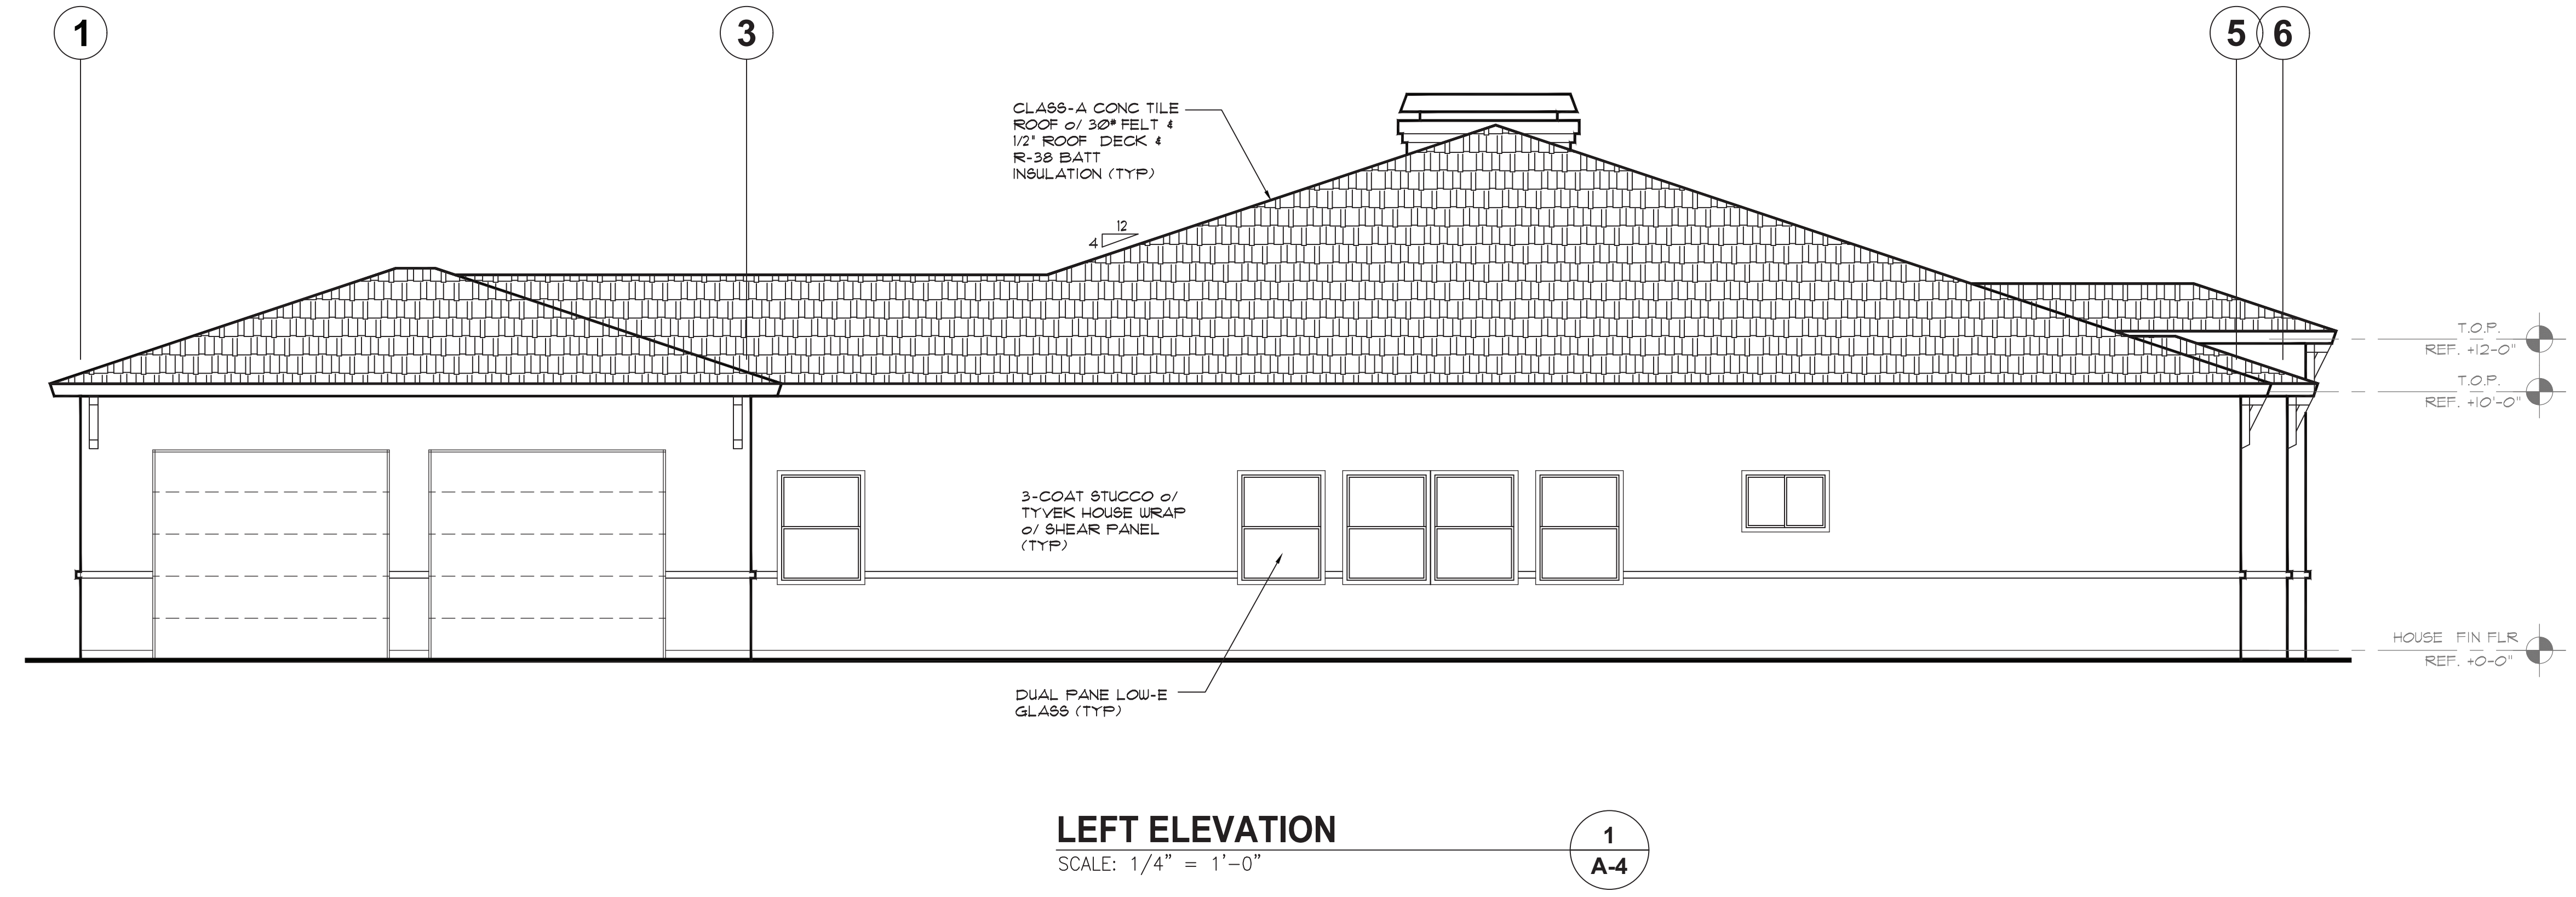 1
3
5
6
CLASS-A CONC TILE
ROOF o/ 30# FELT &
1/2" ROOF DECK &
R-38 BATT
INSULATION (TYP)
12
4
T.O.P.
REF. +12-0"
T.O.P.
REF. +10'-0"
3-COAT STUCCO o/
TYVEK HOUSE WRAP
o/ SHEAR PANEL
(TYP)
HOUSE FIN FLR
REF. +0-0"
DUAL PANE LOW-E
GLASS (TYP)
LEFT ELEVATION
SCALE: 1/4” = 1’-0”
1
A-4